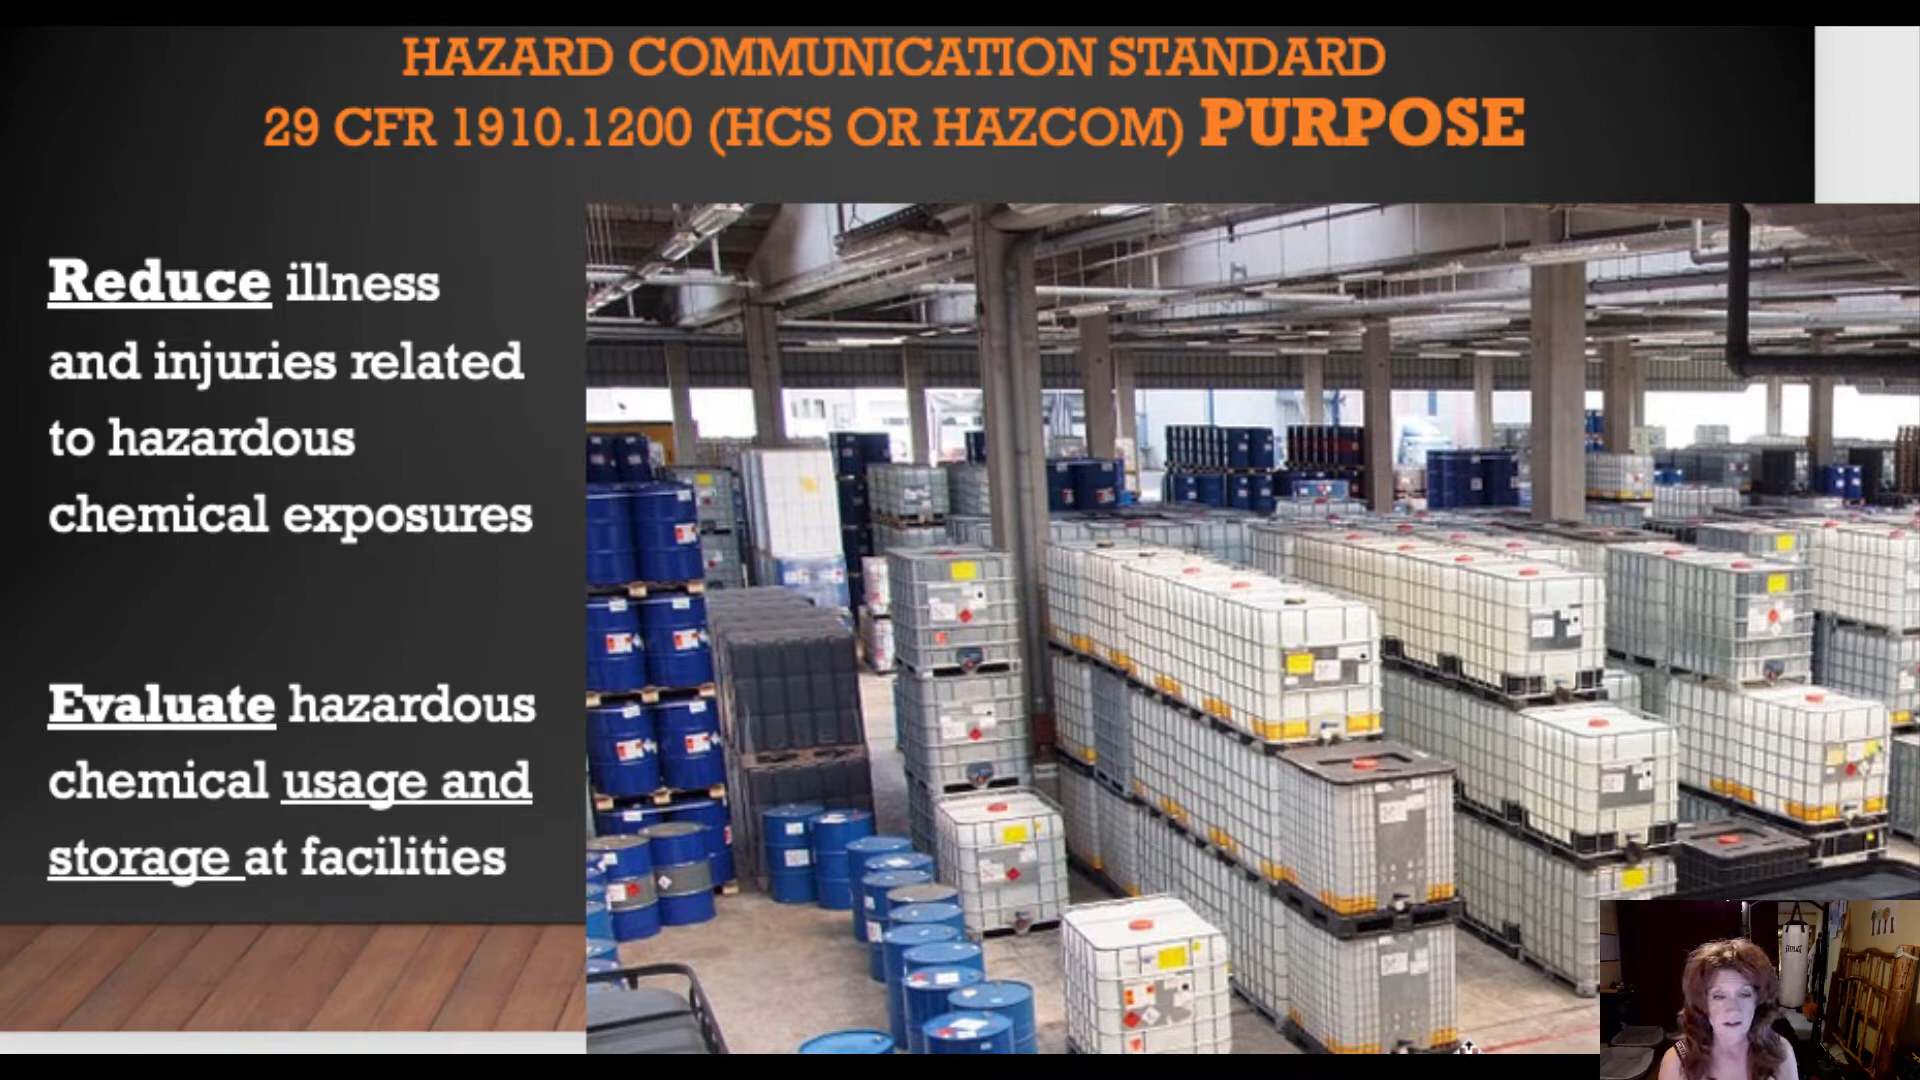 HAZARD COMMUNICATION STANDARD
29 CFR 1910.1200 (HCS OR HAZCOM) PURPOSE
Reduce illness
and injuries related
to hazardous
chemical exposures
Evaluate hazardous
chemical usage and
storage at facilities